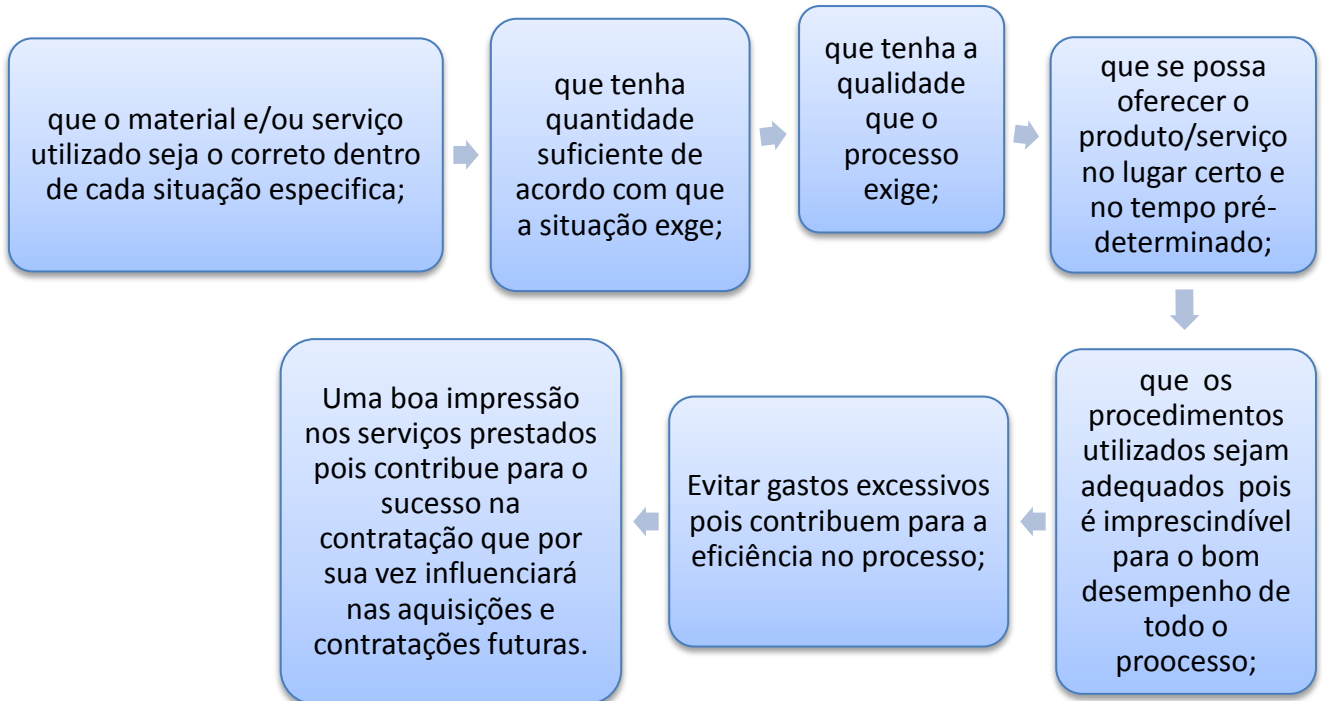 que o material e/ou serviço
utilizado seja o correto dentro
de cada situação especifica;
que tenha
quantidade
suficiente de
acordo com que
a situação exge;
que tenha a
qualidade
que o
processo
exige;
que se possa
oferecer o
produto/serviço
no lugar certo e
no tempo pré-
determinado;
que os
procedimentos
utilizados sejam
adequados pois
é imprescindível
para o bom
desempenho de
todo o
proocesso;
Evitar gastos excessivos
pois contribuem para a
eficiência no processo;
Uma boa impressão
nos serviços prestados
pois contribue para o
sucesso na
contratação que por
sua vez influenciará
nas aquisições e
contratações futuras.